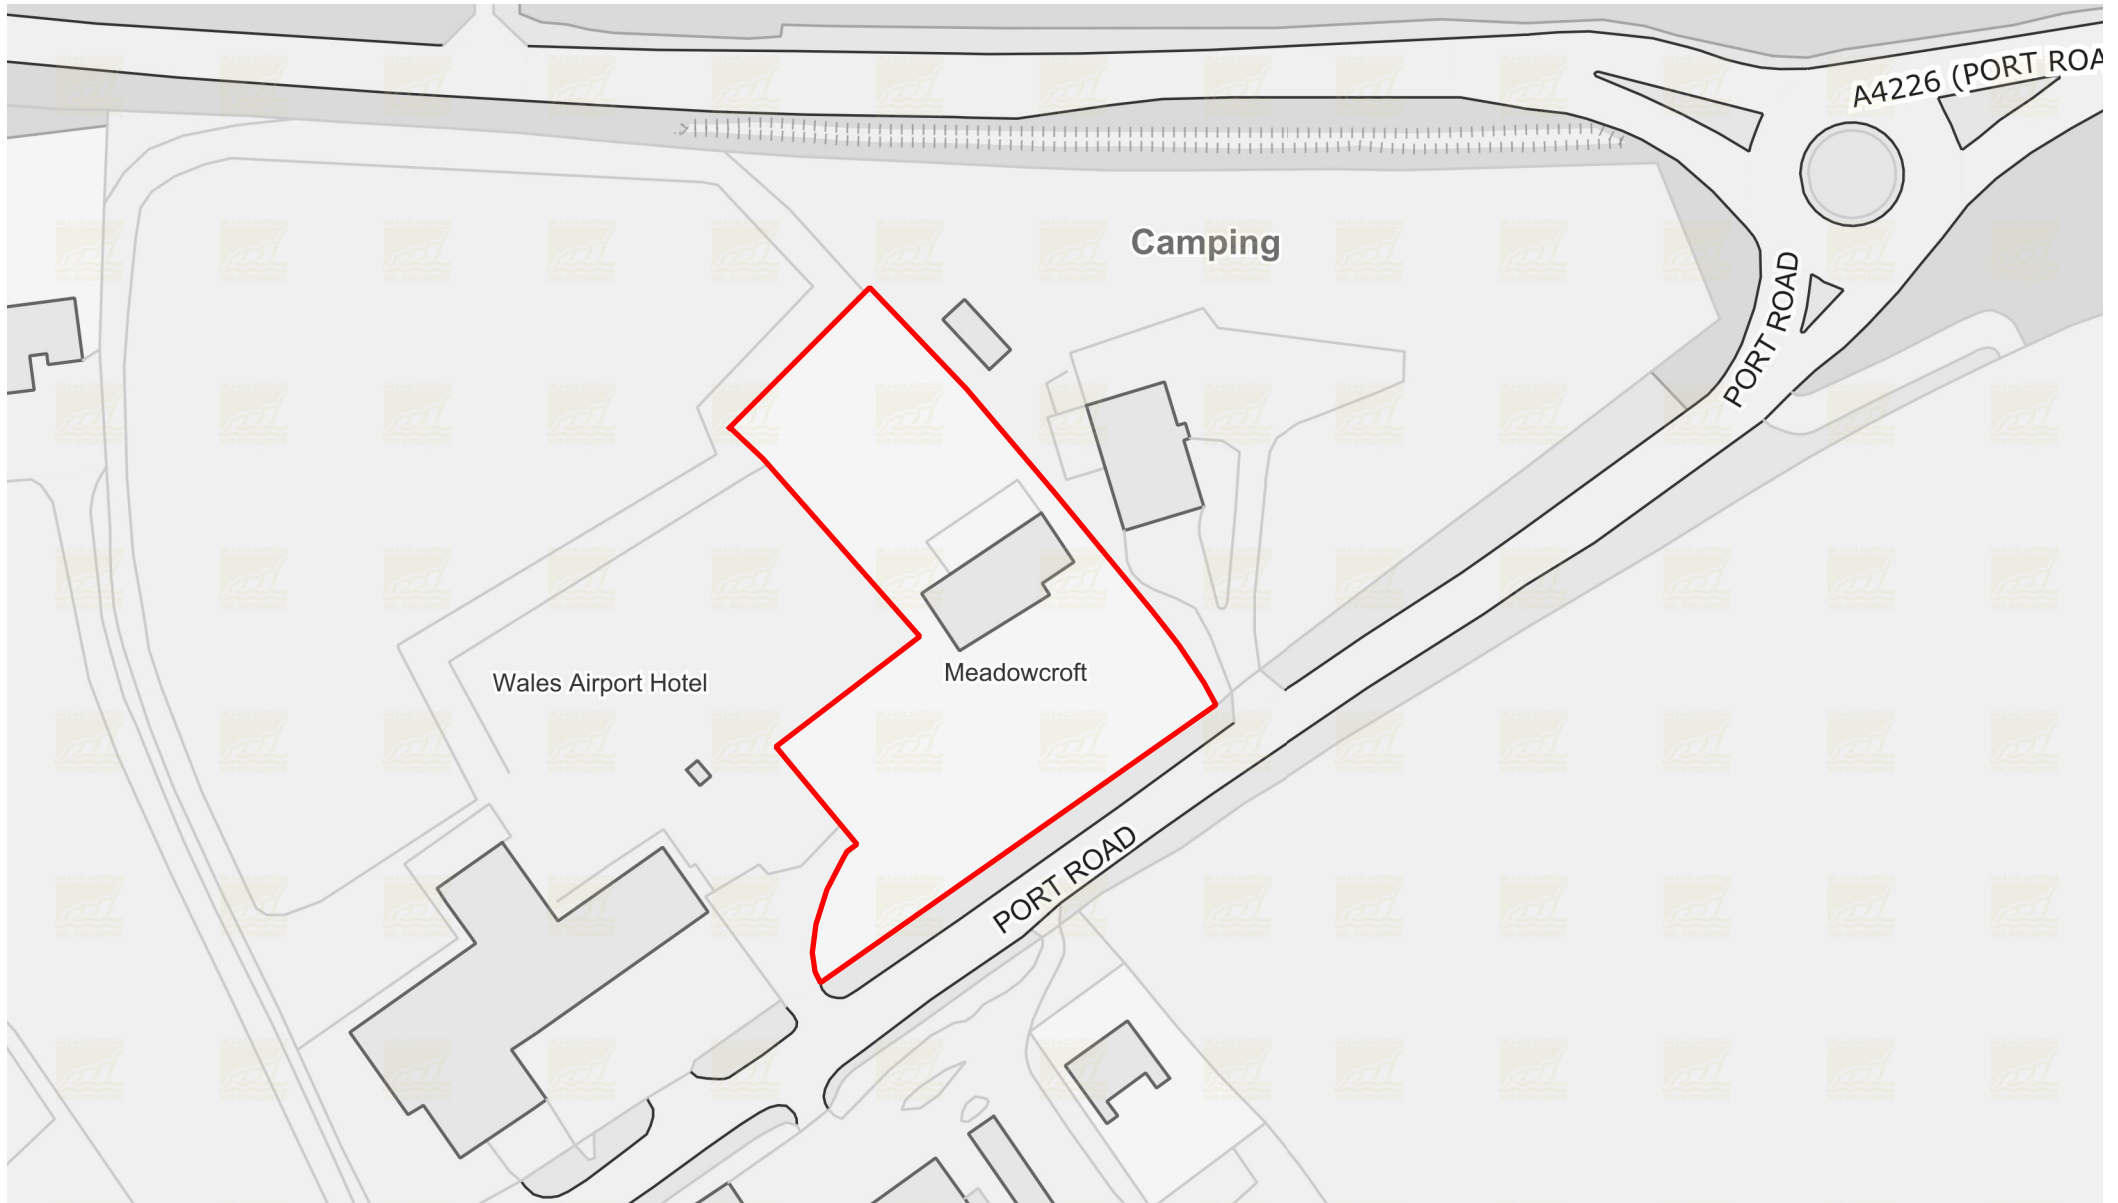 A4226 (PORT ROA
Camping
PORT ROAD
Wales Airport Hotel
Meadowcroft
PORT ROAD